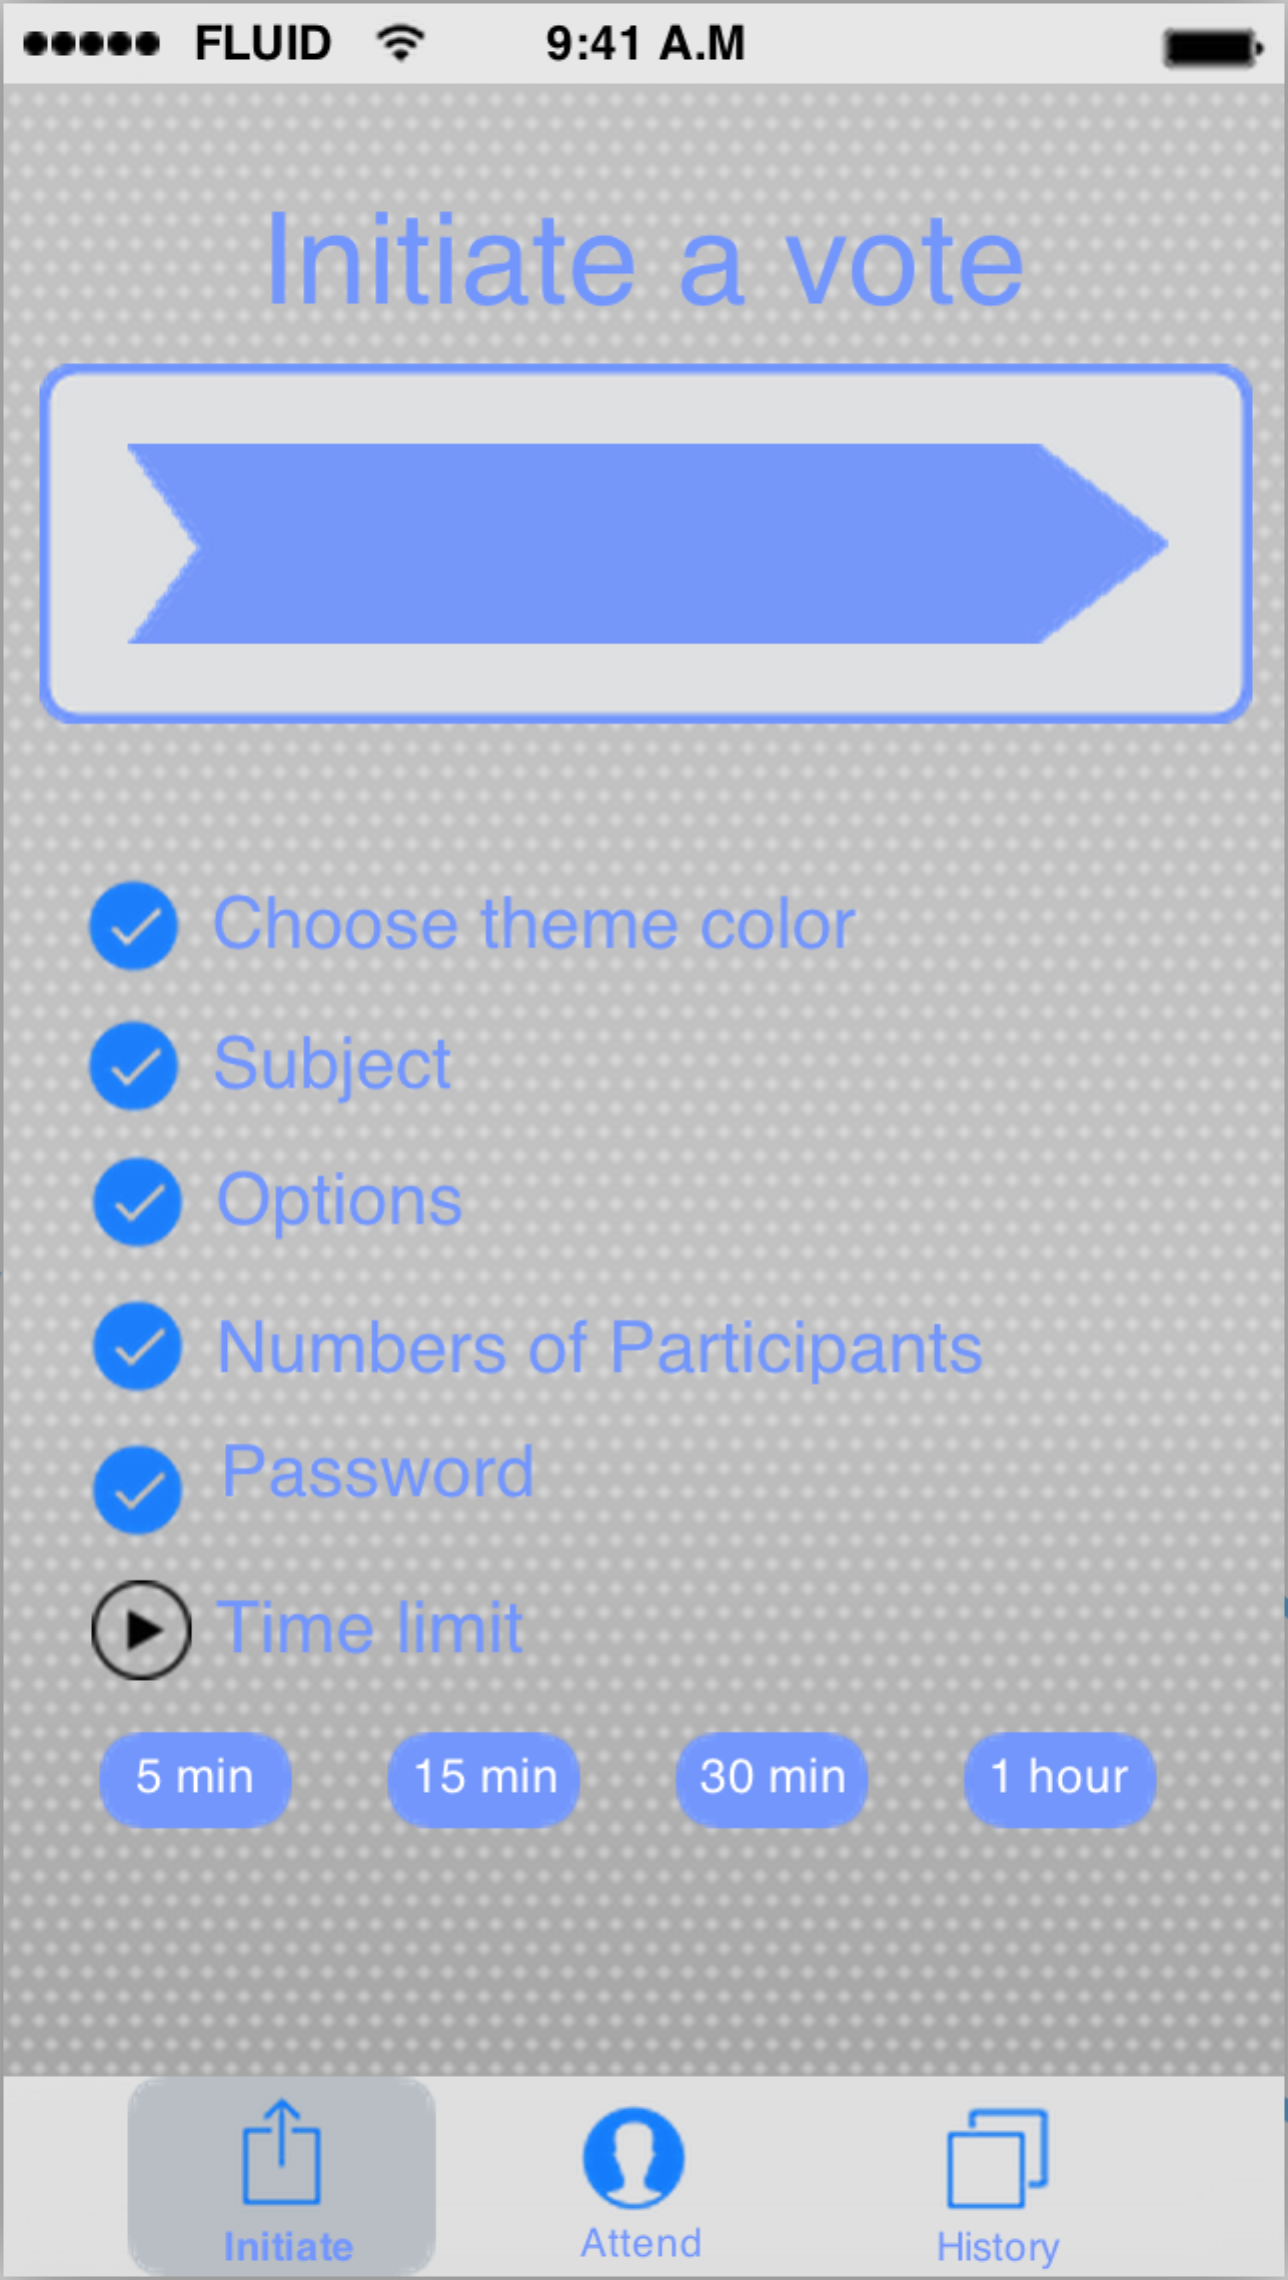 FLUID 9:41 A.M
Initiate a vote
Choose theme color
Subject
Options
Numbers of Participants
Password
Time limit
5 min 15 min 30 min 1 hour
Initiate Attend History